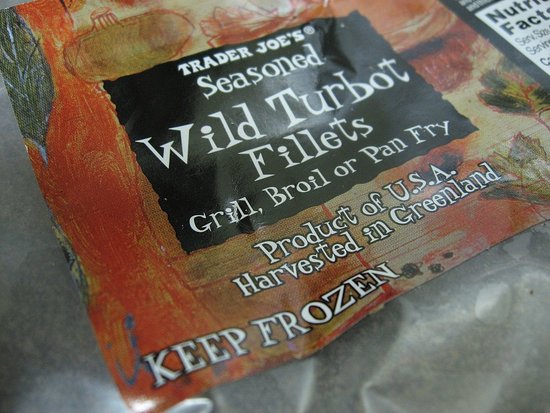 TRADER JOE'S®
Seasoned
Wild Turbot
Fillets
Grill, Broil or Pan Fry
Product of U.S.A.
Harvested in Greenland
KEEP FROZEN